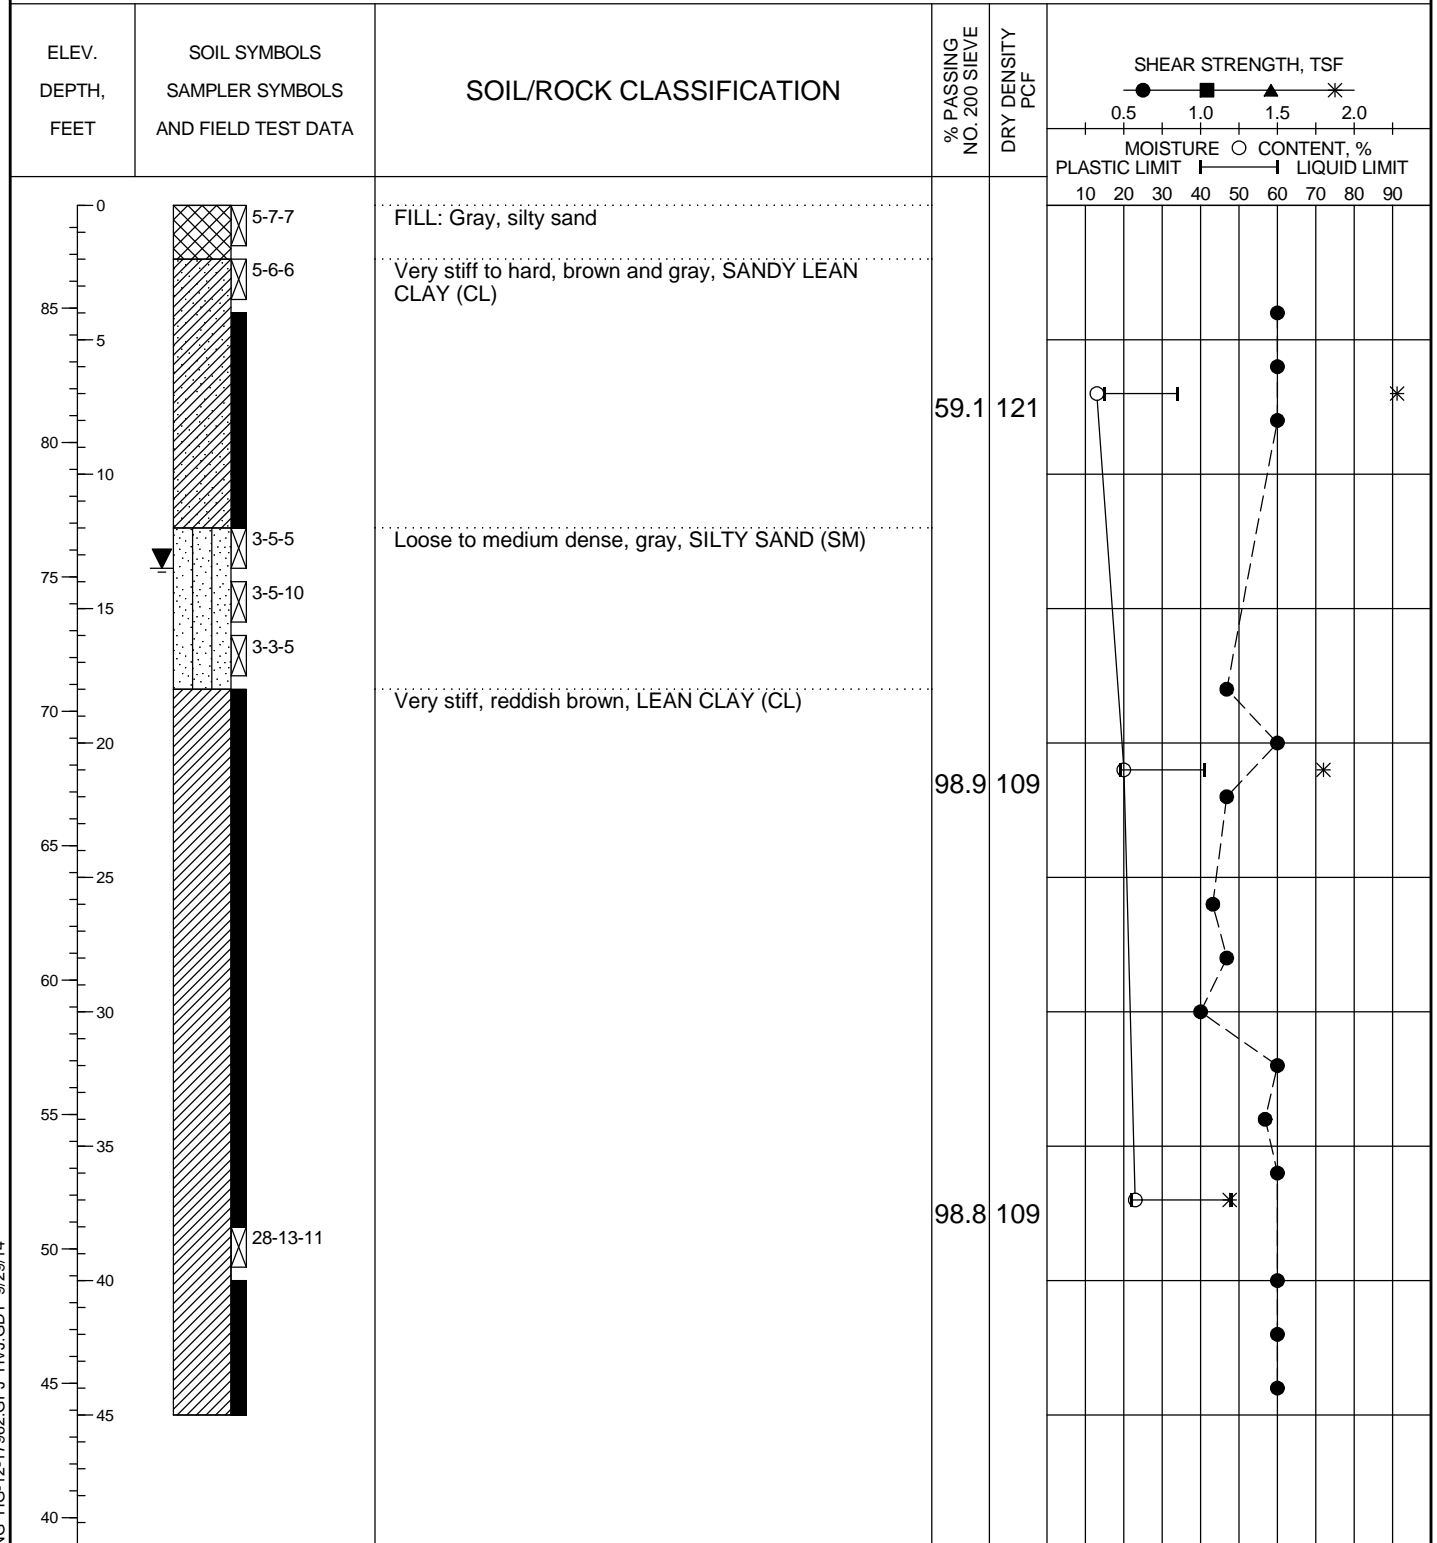 ELEV.
DEPTH,
FEET
SOIL SYMBOLS
SAMPLER SYMBOLS
AND FIELD TEST DATA
SOIL/ROCK CLASSIFICATION
% PASSING
NO. 200 SIEVE
DRY DENSITY
PCF
SHEAR STRENGTH, TSF
0.5 1.0 1.5 2.0
MOISTURE CONTENT, %
PLASTIC LIMIT LIQUID LIMIT
10 20 30 40 50 60 70 80 90
0
5-7-7
FILL: Gray, silty sand
5-6-6
Very stiff to hard, brown and gray, SANDY LEAN
CLAY (CL)
85
5
59.1 121
80
10
3-5-5
Loose to medium dense, gray, SILTY SAND (SM)
75
3-5-10
15
3-3-5
Very stiff, reddish brown, LEAN CLAY (CL)
70
20
98.9 109
65
25
60
30
55
35
98.8 109
28-13-11
50
40
45
45
40